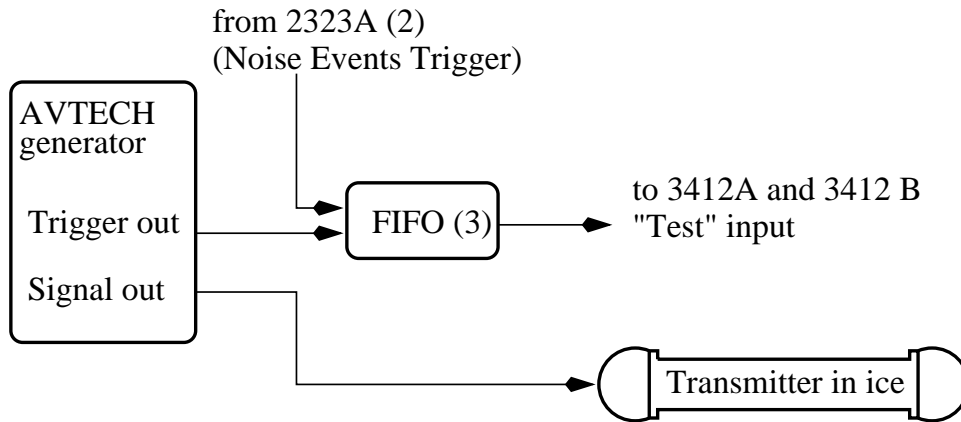 from 2323A (2)
(Noise Events Trigger)
AVTECH
generator
Trigger out
Signal out
FIFO (3)
to 3412A and 3412 B
"Test" input
Transmitter in ice